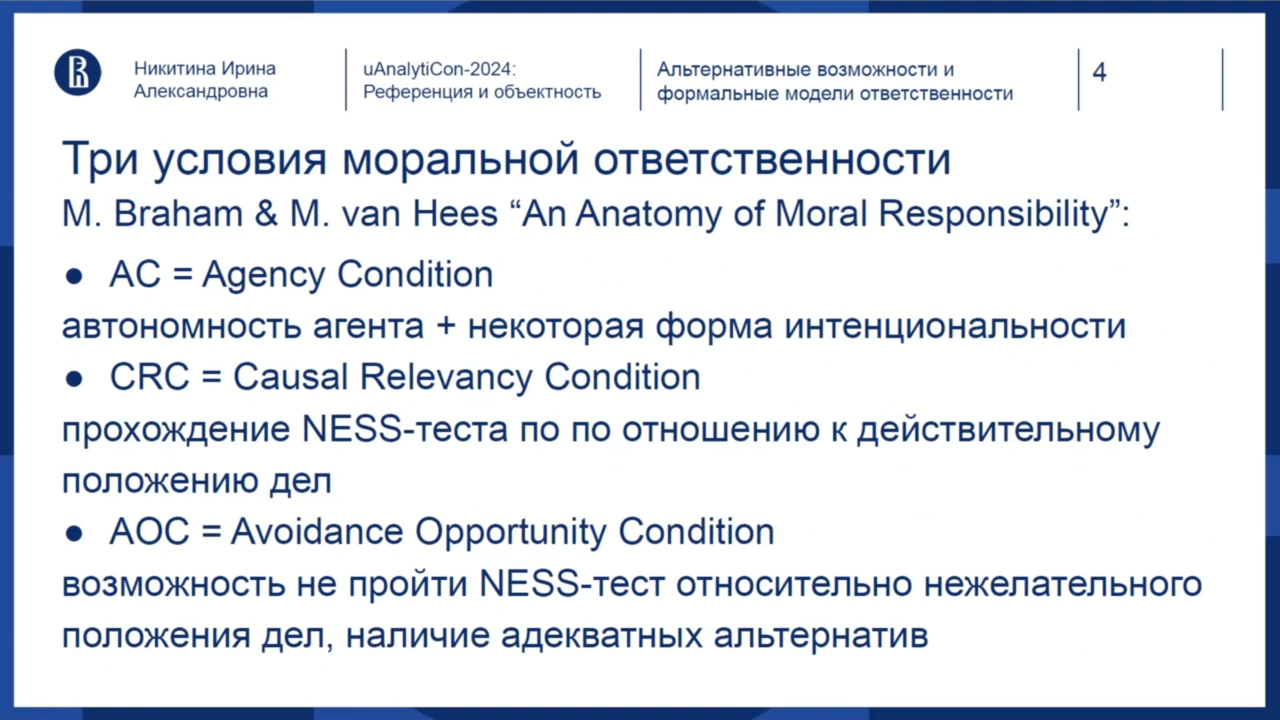 Никитина Ирина
Александровна
uAnalytiCon-2024:
Референция и объектность
Альтернативные возможности и
формальные модели ответственности
4
Три условия моральной ответственности
M. Braham & M. van Hees “An Anatomy of Moral Responsibility”:
● AC = Agency Condition
автономность агента + некоторая форма интенциональности
● CRC = Causal Relevancy Condition
прохождение NESS-теста по по отношению к действительному
положению дел
● AOC = Avoidance Opportunity Condition
возможность не пройти NESS-тест относительно нежелательного
положения дел, наличие адекватных альтернатив